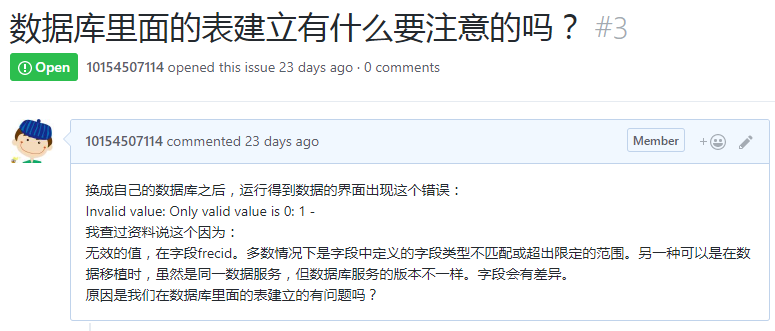 数据库里面的表建立有什么要注意的吗？ #3
Open 10154507114 opened this issue 23 days ago · 0 comments
10154507114 commented 23 days ago Member +
换成自己的数据库之后，运行得到数据的界面出现这个错误：
Invalid value: Only valid value is 0: 1 -
我查过资料说这个因为：
无效的值，在字段frecid。多数情况下是字段中定义的字段类型不匹配或超出限定的范围。另一种可以是在数
据移植时，虽然是同一数据服务，但数据库服务的版本不一样。字段会有差异。
原因是我们在数据库里面的表建立的有问题吗？